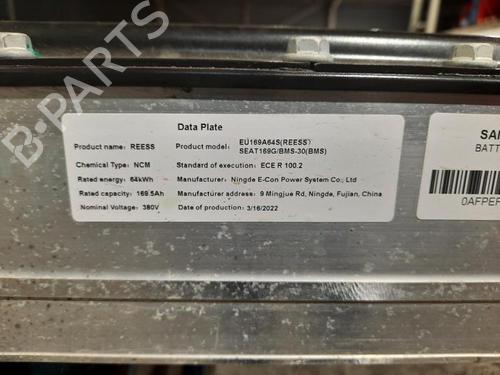 Data Plate
Product name: REESS
Product model: EU169A64S(REESS)
SEAT169G/BMS-30(BMS)
Chemical Type: NCM
Standard of execution: ECE R 100.2
Rated energy: 64kWh
Manufacturer: Ningde E-Con Power System Co., Ltd
Rated capacity: 169.5Ah
Manufacturer address: 9 Mingjue Rd, Ningde, Fujian, China
Nominal Voltage: 380V
Date of production: 3/16/2022
SAN
BATT
0AFPEF
B-PARTS